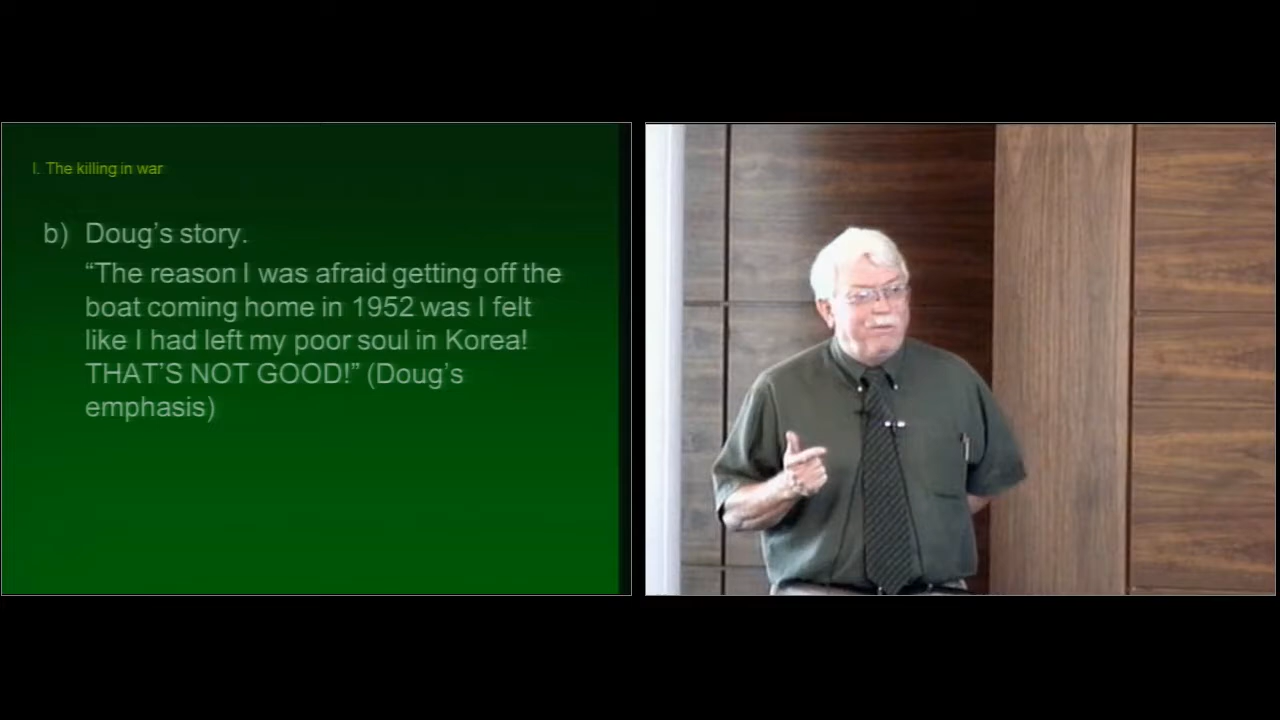 I. The killing in war
b) Doug’s story.
“The reason I was afraid getting off the
boat coming home in 1952 was I felt
like I had left my poor soul in Korea!
THAT’S NOT GOOD!” (Doug’s
emphasis)